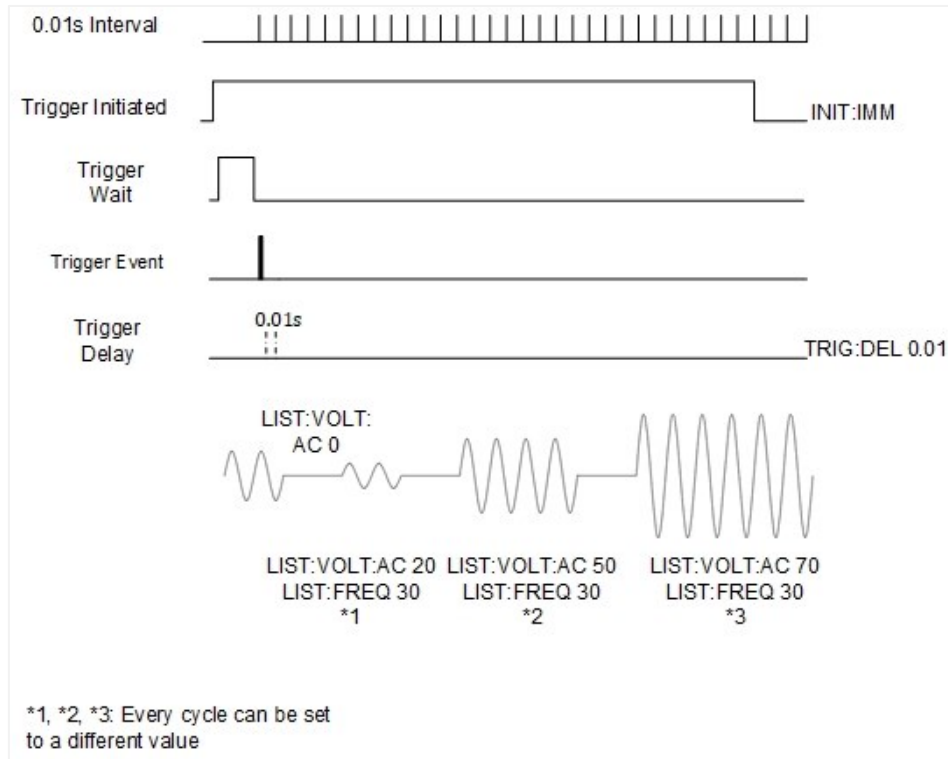 0.01s Interval
Trigger Initiated
INIT:IMM
Trigger
Wait
Trigger Event
Trigger
Delay
0.01s
TRIG:DEL 0.01
LIST:VOLT:
AC 0
LIST:VOLT:AC 20 LIST:VOLT:AC 50 LIST:VOLT:AC 70
LIST:FREQ 30 LIST:FREQ 30 LIST:FREQ 30
*1 *2 *3
*1, *2, *3: Every cycle can be set
to a different value